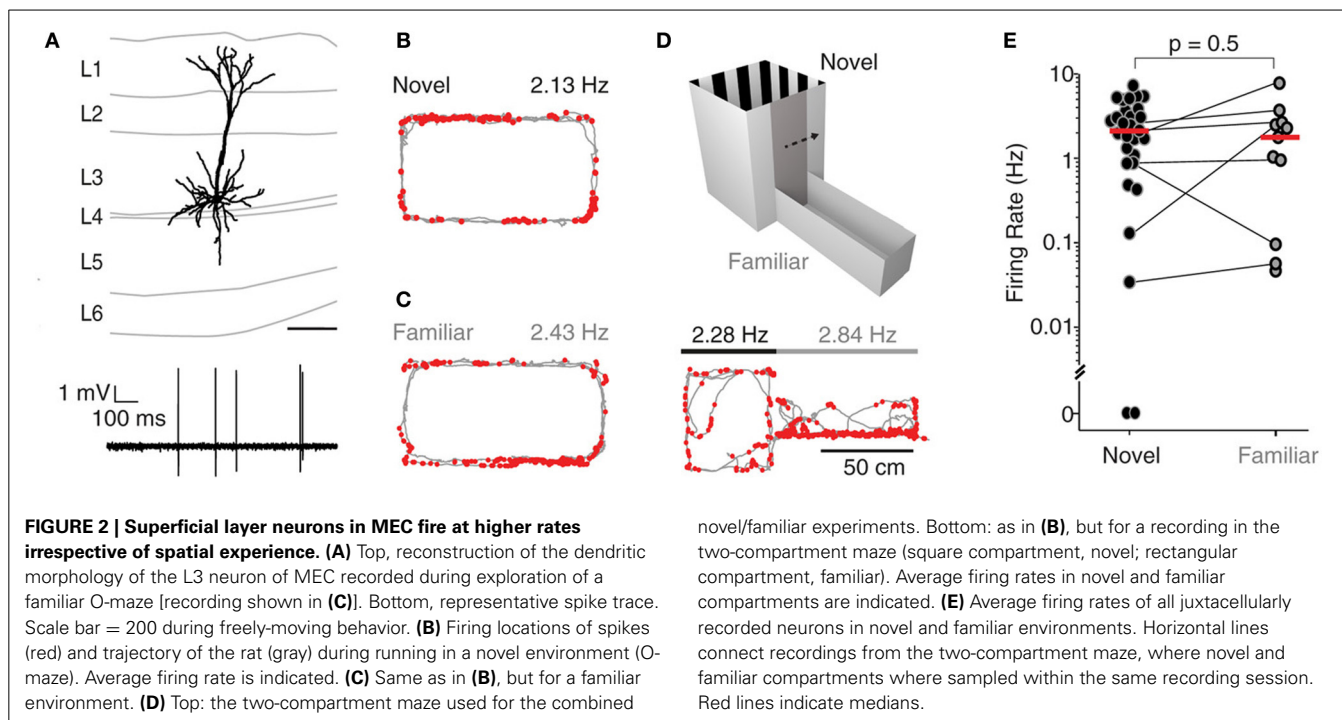 A
L1
L2
L3
L4
L5
L6
1 mV
100 ms
B
Novel 2.13 Hz
C
Familiar 2.43 Hz
D
Novel
Familiar
2.28 Hz 2.84 Hz
50 cm
E
p = 0.5
Firing Rate (Hz)
10
1
0.1
0.01
0
Novel Familiar
FIGURE 2 | Superficial layer neurons in MEC fire at higher rates
irrespective of spatial experience. (A) Top, reconstruction of the dendritic
morphology of the L3 neuron of MEC recorded during exploration of a
familiar O-maze [recording shown in (C)]. Bottom, representative spike trace.
Scale bar = 200 during freely-moving behavior. (B) Firing locations of spikes
(red) and trajectory of the rat (gray) during running in a novel environment (O-
maze). Average firing rate is indicated. (C) Same as in (B), but for a familiar
environment. (D) Top: the two-compartment maze used for the combined
novel/familiar experiments. Bottom: as in (B), but for a recording in the
two-compartment maze (square compartment, novel; rectangular
compartment, familiar). Average firing rates in novel and familiar
compartments are indicated. (E) Average firing rates of all juxtacellularly
recorded neurons in novel and familiar environments. Horizontal lines
connect recordings from the two-compartment maze, where novel and
familiar compartments where sampled within the same recording session.
Red lines indicate medians.